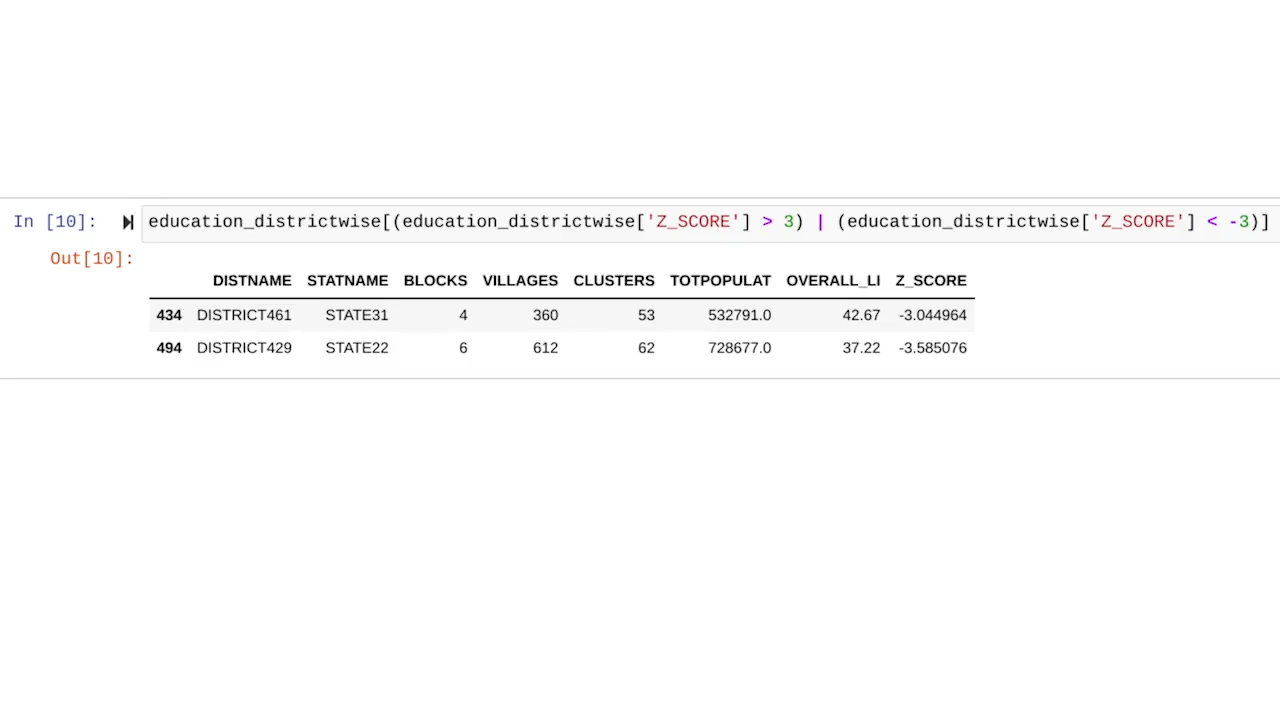 In [10]: education_districtwise[(education_districtwise['Z_SCORE'] > 3) | (education_districtwise['Z_SCORE'] < -3)]
Out[10]:
DISTNAME STATNAME BLOCKS VILLAGES CLUSTERS TOTPOPULAT OVERALL_LI Z_SCORE
434 DISTRICT461 STATE31 4 360 53 532791.0 42.67 -3.044964
494 DISTRICT429 STATE22 6 612 62 728677.0 37.22 -3.585076